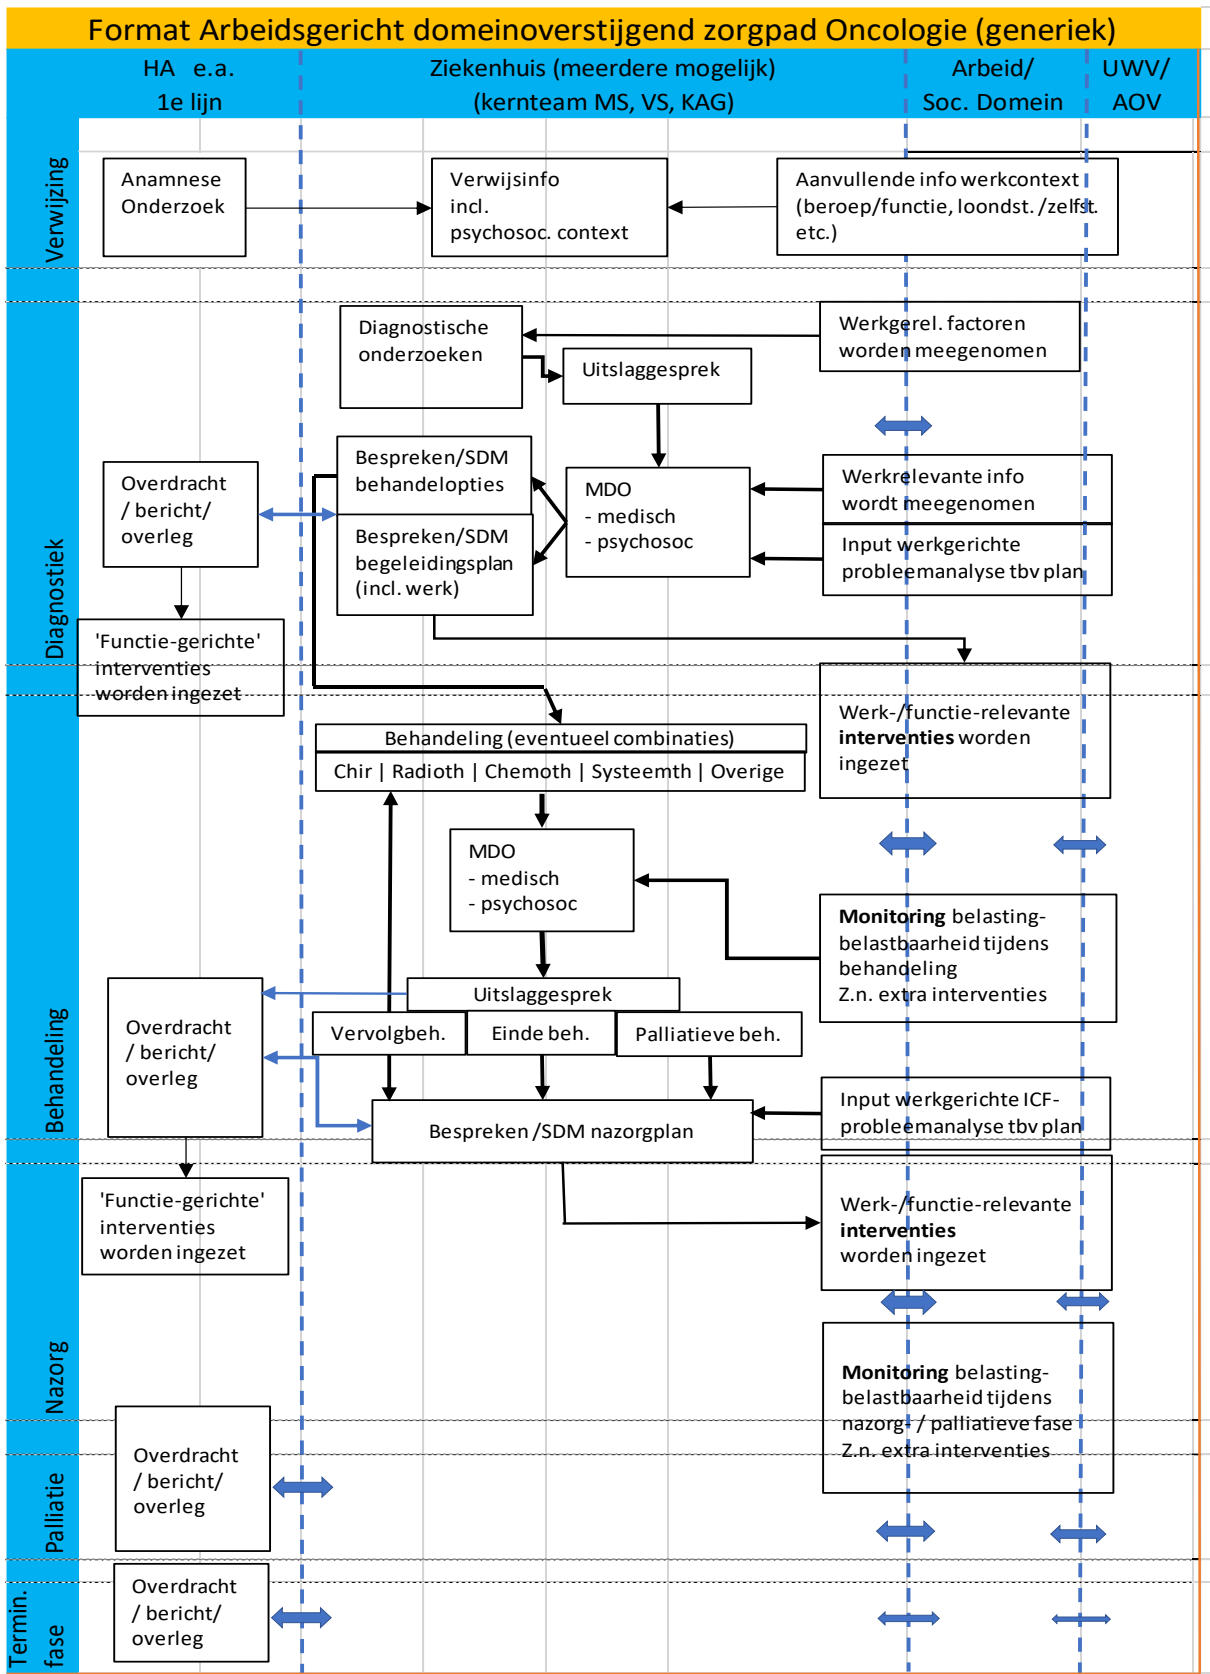 Format Arbeidsgericht domeinoverstijgend zorgpad Oncologie (generiek)
HA e.a.
1e lijn
Ziekenhuis (meerdere mogelijk)
(kernteam MS, VS, KAG)
Arbeid/
Soc. Domein
UWV/
AOV
Verwijzing
Anamnese
Onderzoek
Verwijsinfo
incl.
psychosoc. context
Aanvullende info werkcontext
(beroep/functie, loondst./zelfst.
etc.)
Diagnostiek
Diagnostische
onderzoeken
Uitslaggesprek
Werkgerel. factoren
worden meegenomen
Overdracht
/ bericht/
overleg
Bespreken/SDM
behandelopties
Bespreken/SDM
begeleidingsplan
(incl. werk)
MDO
- medisch
- psychosoc
Werkrelevante info
wordt meegenomen
Input werkgerichte
probleemanalyse tbv plan
'Functie-gerichte'
interventies
worden ingezet
Werk-/functie-relevante
interventies worden
ingezet
Behandeling
Behandeling (eventueel combinaties)
Chir | Radioth | Chemoth | Systeemth | Overige
MDO
- medisch
- psychosoc
Monitoring belasting-
belastbaarheid tijdens
behandeling
Z.n. extra interventies
Overdracht
/ bericht/
overleg
Uitslaggesprek
Vervolgbeh.
Einde beh.
Palliatieve beh.
Bespreken /SDM nazorgplan
Input werkgerichte ICF-
probleemanalyse tbv plan
Nazorg
'Functie-gerichte'
interventies
worden ingezet
Werk-/functie-relevante
interventies
worden ingezet
Monitoring belasting-
belastbaarheid tijdens
nazorg- / palliatieve fase
Z.n. extra interventies
Palliatie
Overdracht
/ bericht/
overleg
Termin.
fase
Overdracht
/ bericht/
overleg